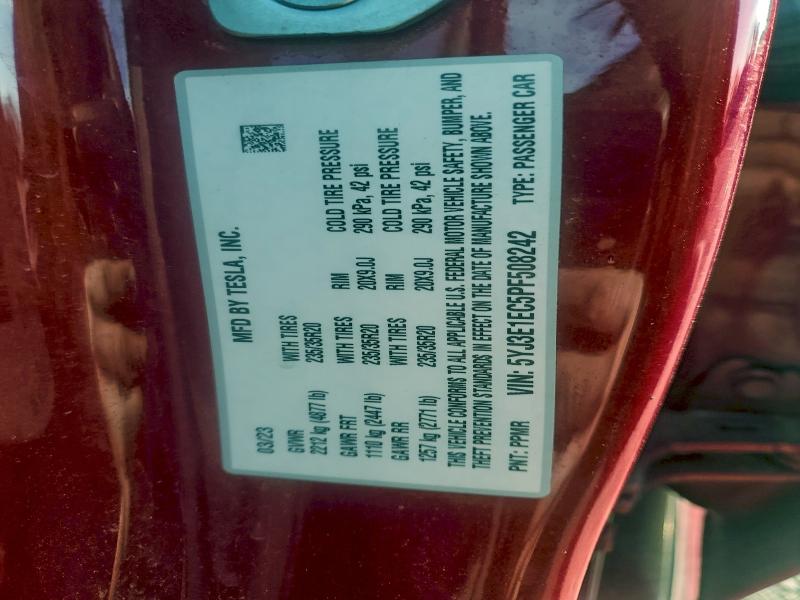 MFD BY TESLA, INC.
03/23
GVWR WITH TIRES
2212 kg (4877 lb) 235/35R20
GAWR FRT WITH TIRES RIM COLD TIRE PRESSURE
1110 kg (2447 lb) 235/35R20 20X9.0J 290 kPa, 42 psi
GAWR RR WITH TIRES RIM COLD TIRE PRESSURE
1257 kg (2771 lb) 235/35R20 20X9.0J 290 kPa, 42 psi
THIS VEHICLE CONFORMS TO ALL APPLICABLE U.S. FEDERAL MOTOR VEHICLE SAFETY, BUMPER, AND
THEFT PREVENTION STANDARDS IN EFFECT ON THE DATE OF MANUFACTURE SHOWN ABOVE.
PNT: PPMR VIN: 5YJ3E1EC5PF508242 TYPE: PASSENGER CAR